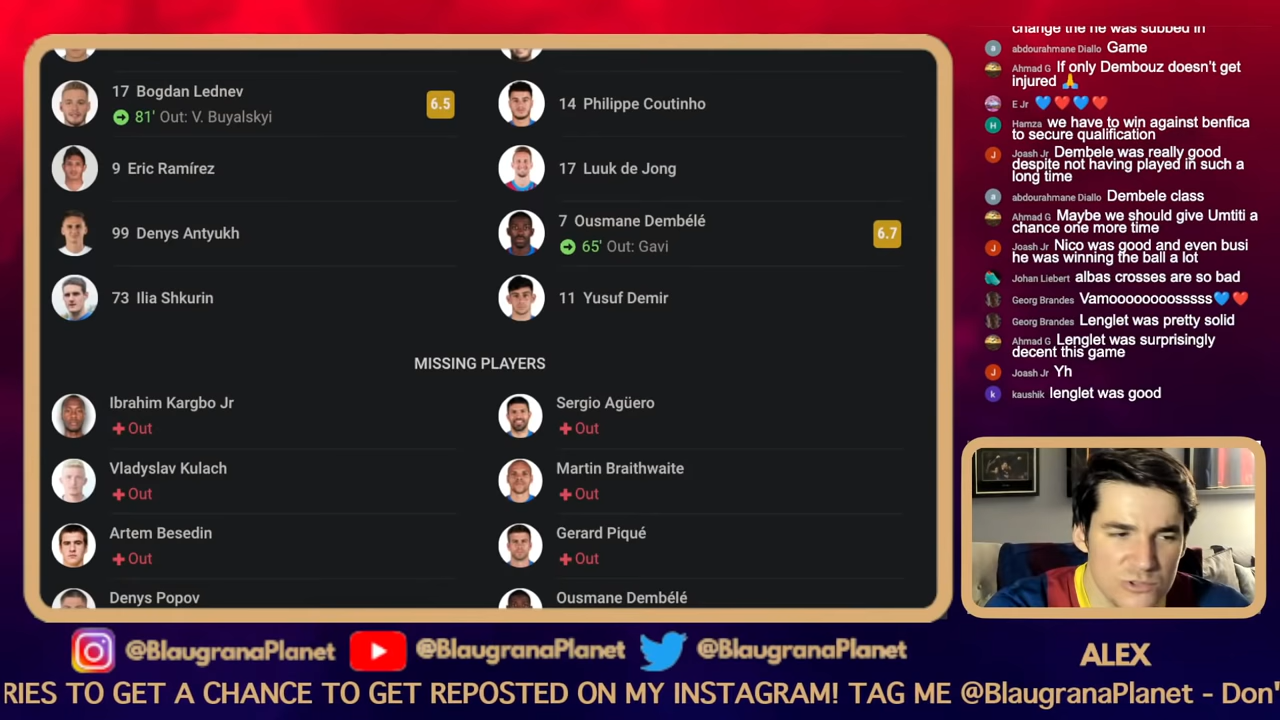 17 Bogdan Lednev
81' Out: V. Buyalskyi
6.5
9 Eric Ramírez
99 Denys Antyukh
73 Ilia Shkurin
14 Philippe Coutinho
17 Luuk de Jong
7 Ousmane Dembélé
65' Out: Gavi
6.7
11 Yusuf Demir
MISSING PLAYERS
Ibrahim Kargbo Jr
Out
Vladyslav Kulach
Out
Artem Besedin
Out
Denys Popov
Sergio Agüero
Out
Martin Braithwaite
Out
Gerard Piqué
Out
Ousmane Dembélé
change the he was subbed in
a abdourahmane Diallo Game
Ahmad G If only Dembouz doesn't get
injured 🙏
E Jr 💙❤️💙❤️
H Hamza we have to win against benfica
to secure qualification
J Joash Jr Dembele was really good
despite not having played in such a
long time
a abdourahmane Diallo Dembele class
Ahmad G Maybe we should give Umtiti a
chance one more time
J Joash Jr Nico was good and even busi
he was winning the ball a lot
Johan Liebert albas crosses are so bad
Georg Brandes Vamooooooooosssss💙❤️
Georg Brandes Lenglet was pretty solid
Ahmad G Lenglet was surprisingly
decent this game
J Joash Jr Yh
k kaushik lenglet was good
@BlaugranaPlanet @BlaugranaPlanet @BlaugranaPlanet
ALEX
RIES TO GET A CHANCE TO GET REPOSTED ON MY INSTAGRAM! TAG ME @BlaugranaPlanet - Don'